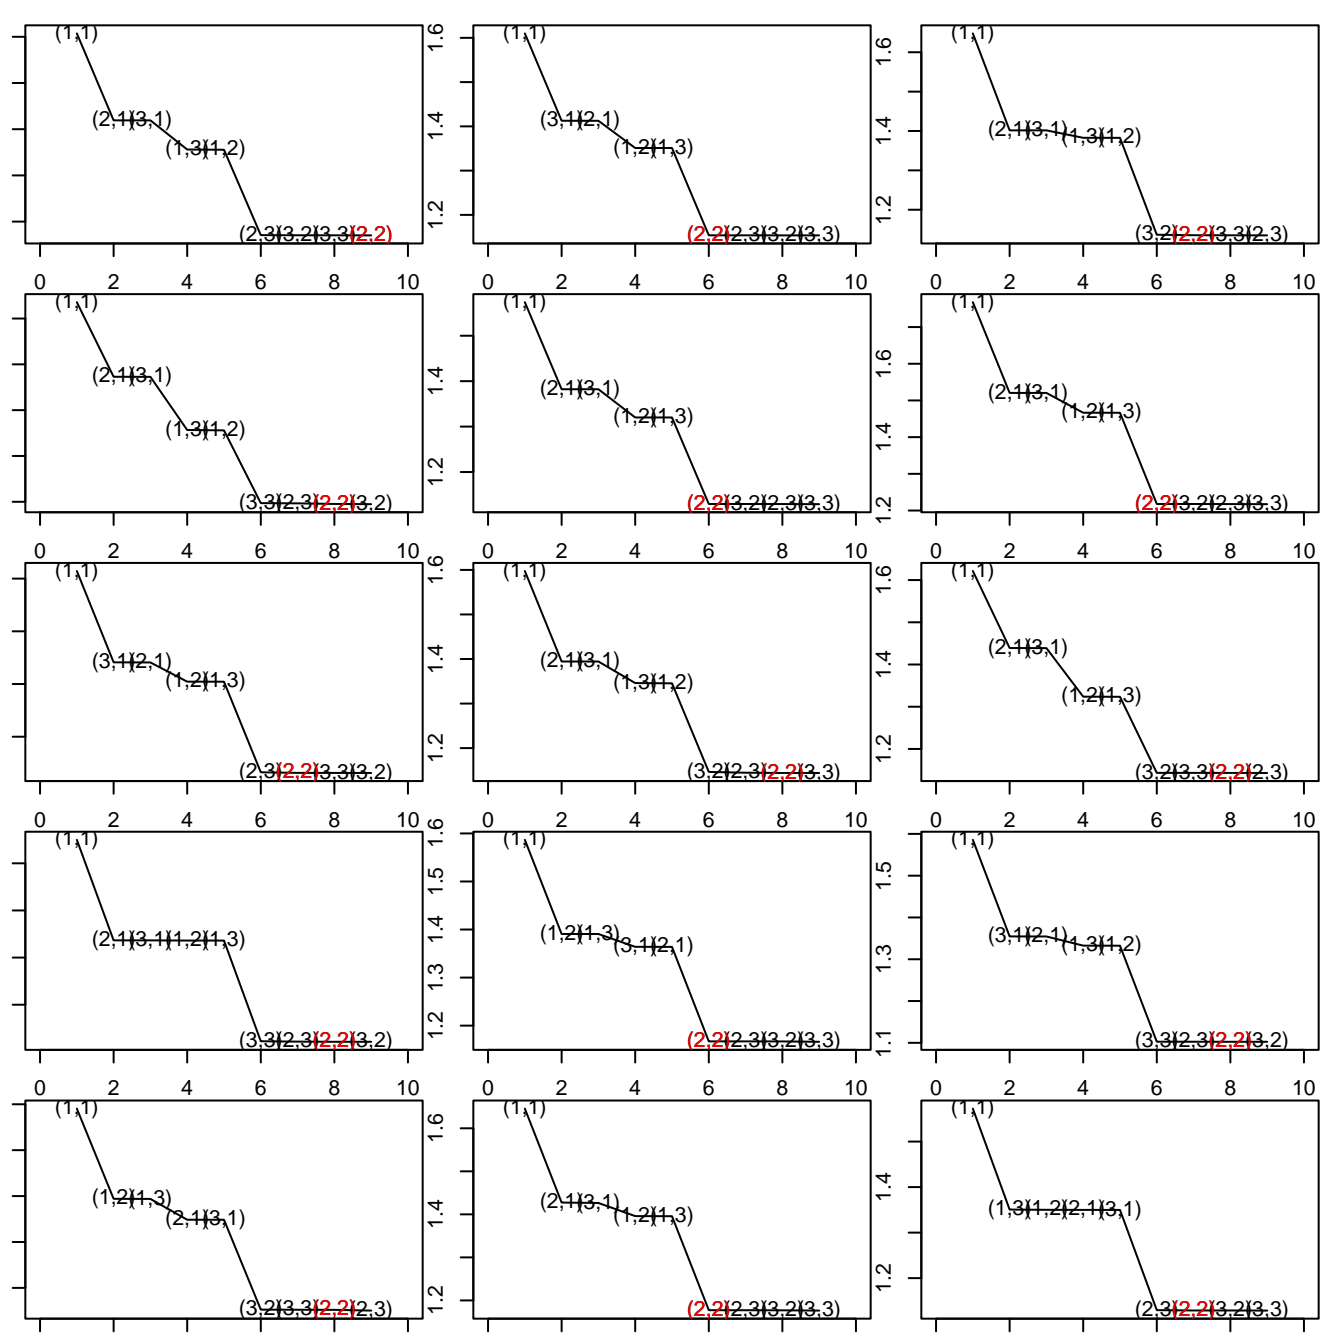 (1,1) (1,1) (1,1)
1.6 1.6
(2,1)(3,1) (3,1)(2,1) (2,1)(3,1)
1.4 1.4
(1,3)(1,2) (1,2)(1,3) (1,3)(1,2)
1.2 1.2
(2,3)(3,2)(3,3)(2,2) (2,2)(2,3)(3,2)(3,3) (3,2)(2,2)(3,3)(2,3)
0 2 4 6 8 10 0 2 4 6 8 10 0 2 4 6 8 10
(1,1) (1,1) (1,1)
1.4 1.6
(2,1)(3,1) (2,1)(3,1) (2,1)(3,1)
1.4
(1,3)(1,2) (1,2)(1,3) (1,2)(1,3)
1.2 1.2
(3,3)(2,3)(2,2)(3,2) (2,2)(3,2)(2,3)(3,3) (2,2)(3,2)(2,3)(3,3)
0 2 4 6 8 10 0 2 4 6 8 10 0 2 4 6 8 10
(1,1) (1,1) (1,1)
1.6 1.6
(3,1)(2,1) (2,1)(3,1) (2,1)(3,1)
1.4 1.4
(1,2)(1,3) (1,3)(1,2) (1,2)(1,3)
1.2 1.2
(2,3)(2,2)(3,3)(3,2) (3,2)(2,3)(2,2)(3,3) (3,2)(3,3)(2,2)(2,3)
0 2 4 6 8 10 0 2 4 6 8 10 0 2 4 6 8 10
(1,1) (1,1) (1,1)
1.6
1.5 1.5
(2,1)(3,1)(1,2)(1,3) (1,2)(1,3) (3,1)(2,1)
1.4
(3,1)(2,1) (1,3)(1,2)
1.3 1.3
1.2 1.1
(3,3)(2,3)(2,2)(3,2) (2,2)(2,3)(3,2)(3,3) (3,3)(2,3)(2,2)(3,2)
0 2 4 6 8 10 0 2 4 6 8 10 0 2 4 6 8 10
(1,1) (1,1) (1,1)
1.6
(1,2)(1,3) (2,1)(3,1) (1,3)(1,2)(2,1)(3,1)
1.4 1.4
(2,1)(3,1) (1,2)(1,3)
1.2 1.2
(3,2)(3,3)(2,2)(2,3) (2,2)(2,3)(3,2)(3,3) (2,3)(2,2)(3,2)(3,3)